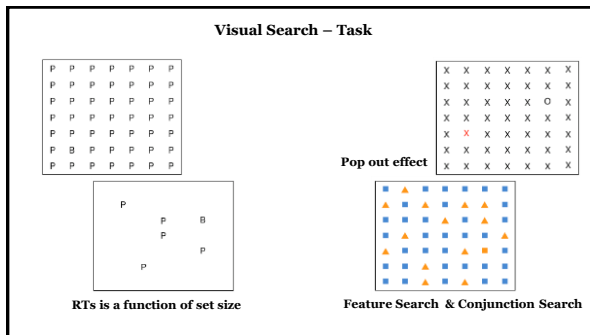 Visual Search – Task
P P P P P P P
P P P P P P P
P P P P P P P
P P P P P P P
P P P P P P P
P B P P P P P
P P P P P P P
P
P B
P
P
P
RTs is a function of set size
X X X X X X X
X X X X X X X
X X X X X O X
X X X X X X X
X X X X X X X
X X X X X X X
X X X X X X X
Pop out effect
Feature Search & Conjunction Search